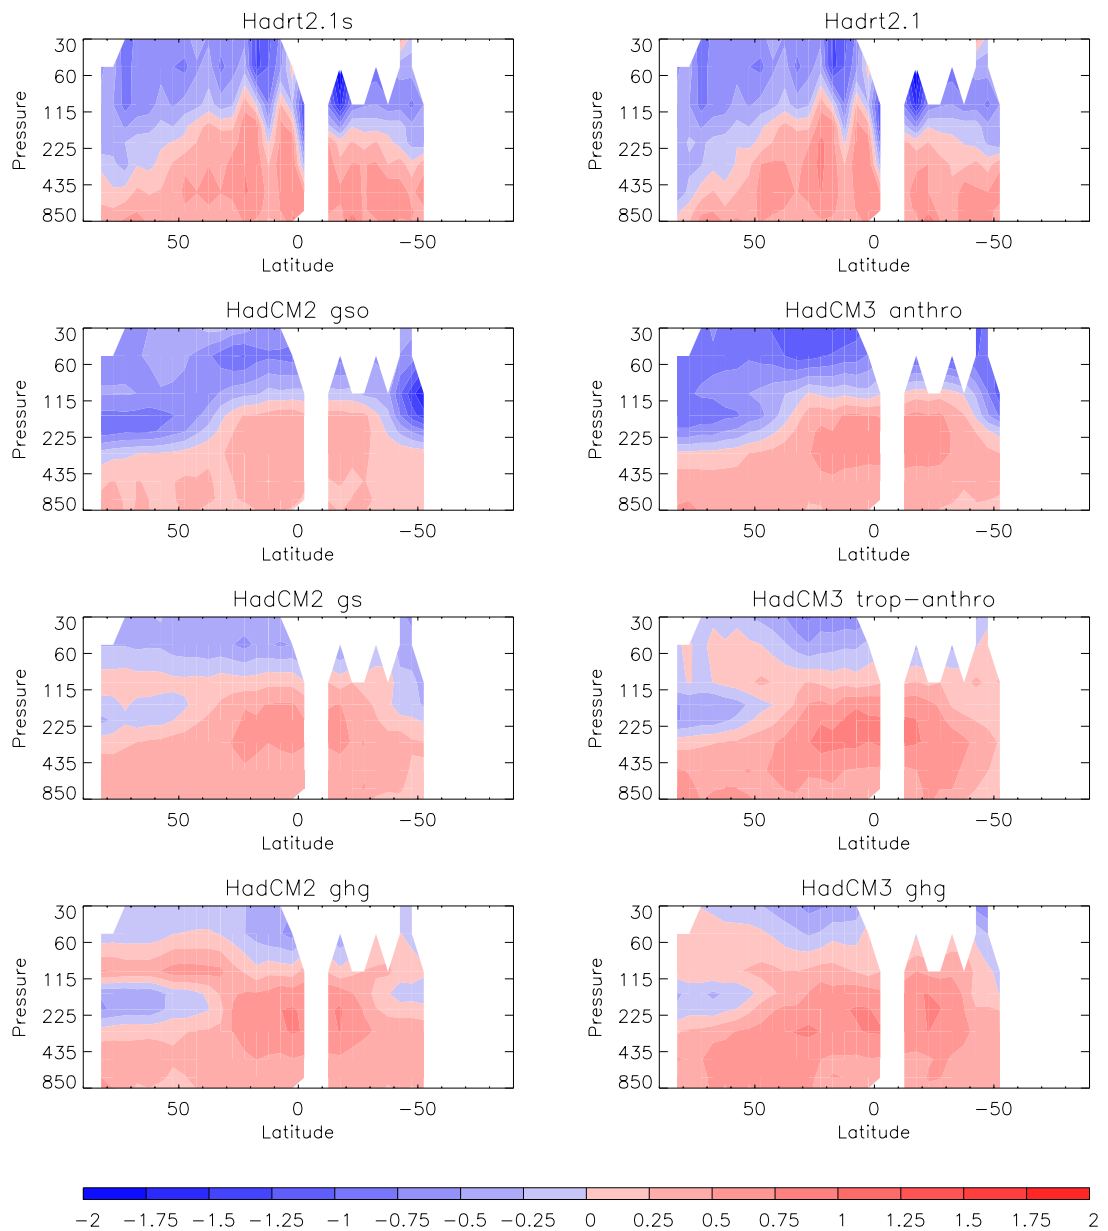 Hadrt2.1s
Hadrt2.1
30
60
115
225
435
850
Pressure
50
0
−50
Latitude
30
60
115
225
435
850
Pressure
50
0
−50
Latitude
HadCM2 gso
HadCM3 anthro
30
60
115
225
435
850
Pressure
50
0
−50
Latitude
30
60
115
225
435
850
Pressure
50
0
−50
Latitude
HadCM2 gs
HadCM3 trop−anthro
30
60
115
225
435
850
Pressure
50
0
−50
Latitude
30
60
115
225
435
850
Pressure
50
0
−50
Latitude
HadCM2 ghg
HadCM3 ghg
30
60
115
225
435
850
Pressure
50
0
−50
Latitude
30
60
115
225
435
850
Pressure
50
0
−50
Latitude
−2 −1.75 −1.5 −1.25 −1 −0.75 −0.5 −0.25 0 0.25 0.5 0.75 1 1.25 1.5 1.75 2